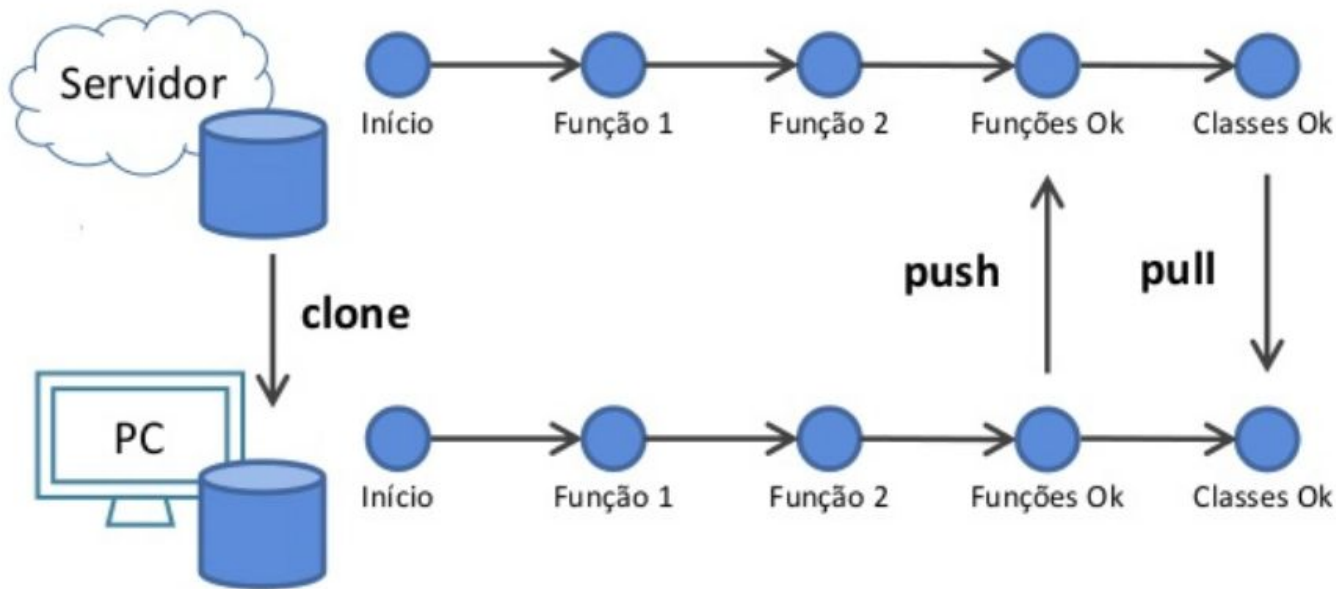 Servidor
Início
Função 1
Função 2
Funções Ok
Classes Ok
clone
push
pull
PC
Início
Função 1
Função 2
Funções Ok
Classes Ok